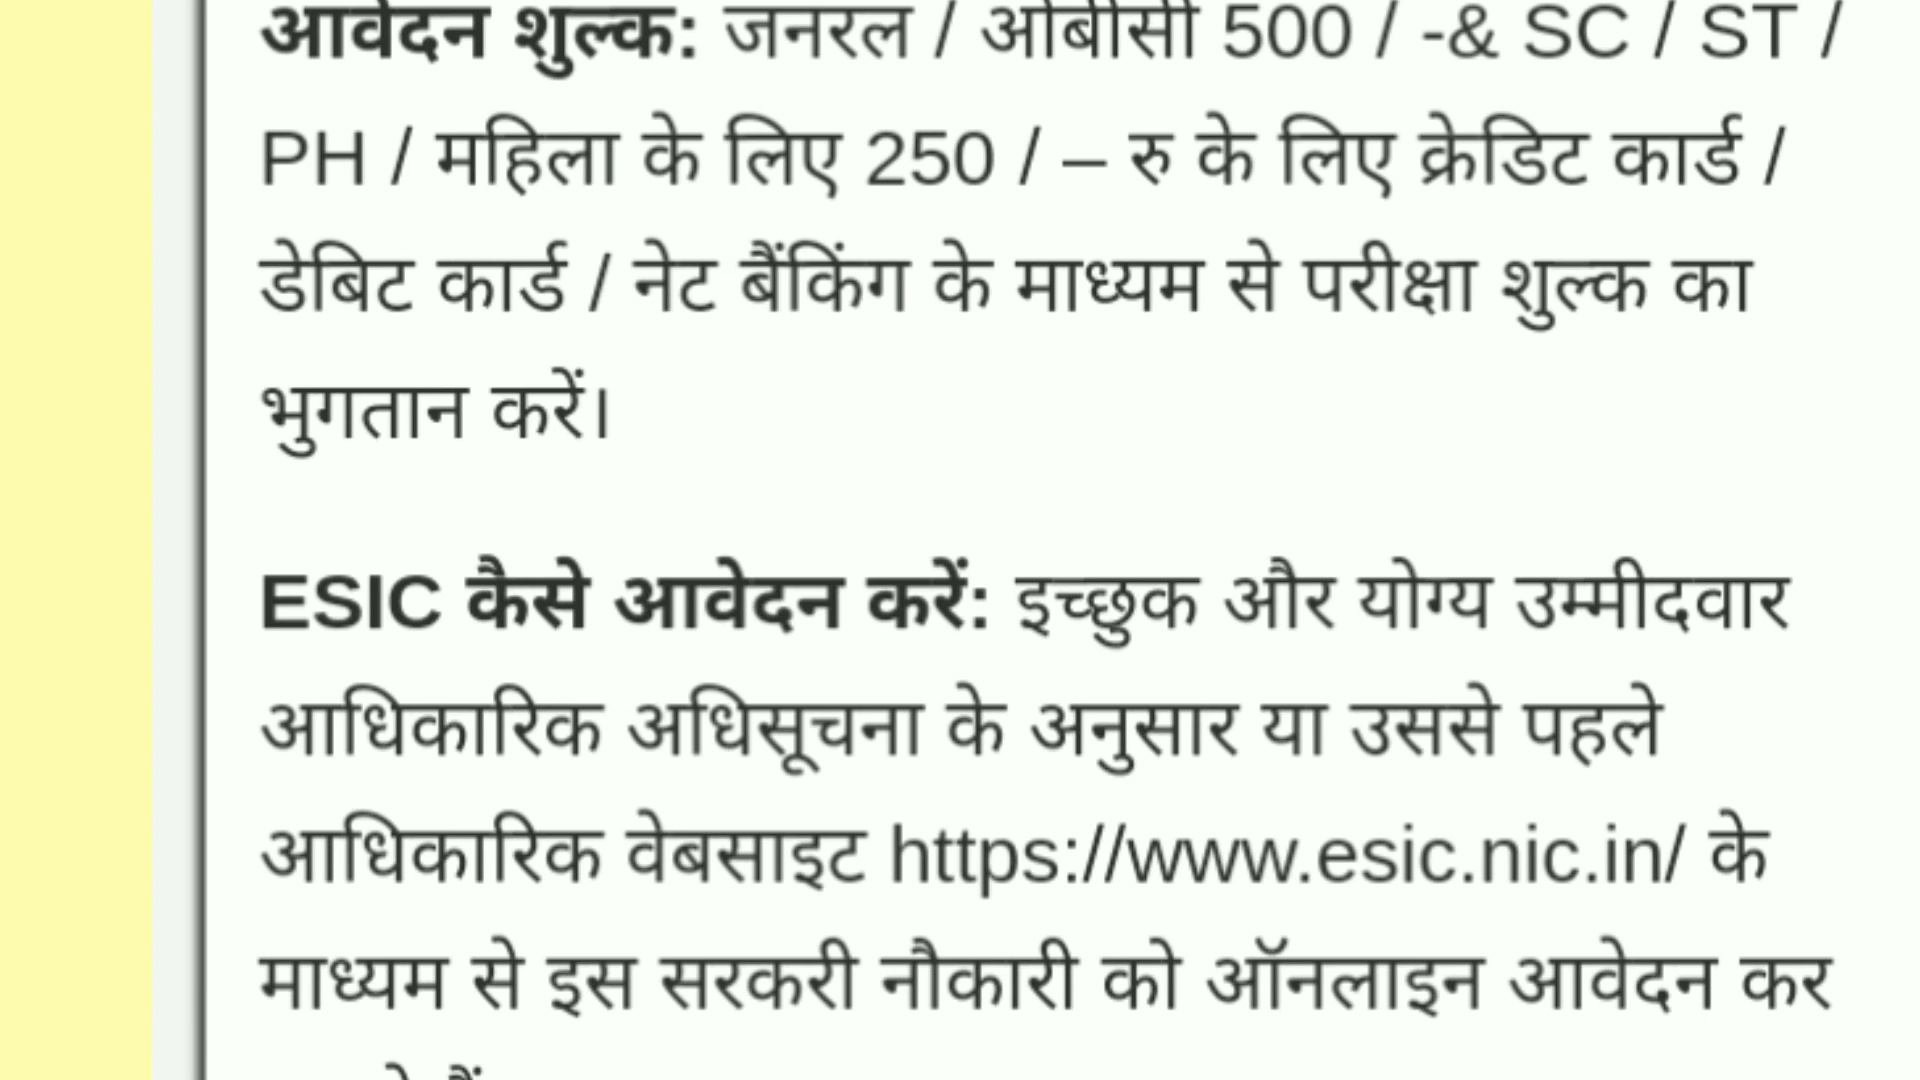 आवेदन शुल्क: जनरल / ओबीसी 500 / -& SC / ST /
PH / महिला के लिए 250 / – रु के लिए क्रेडिट कार्ड /
डेबिट कार्ड / नेट बैंकिंग के माध्यम से परीक्षा शुल्क का
भुगतान करें।
ESIC कैसे आवेदन करें: इच्छुक और योग्य उम्मीदवार
आधिकारिक अधिसूचना के अनुसार या उससे पहले
आधिकारिक वेबसाइट https://www.esic.nic.in/ के
माध्यम से इस सरकरी नौकारी को ऑनलाइन आवेदन कर